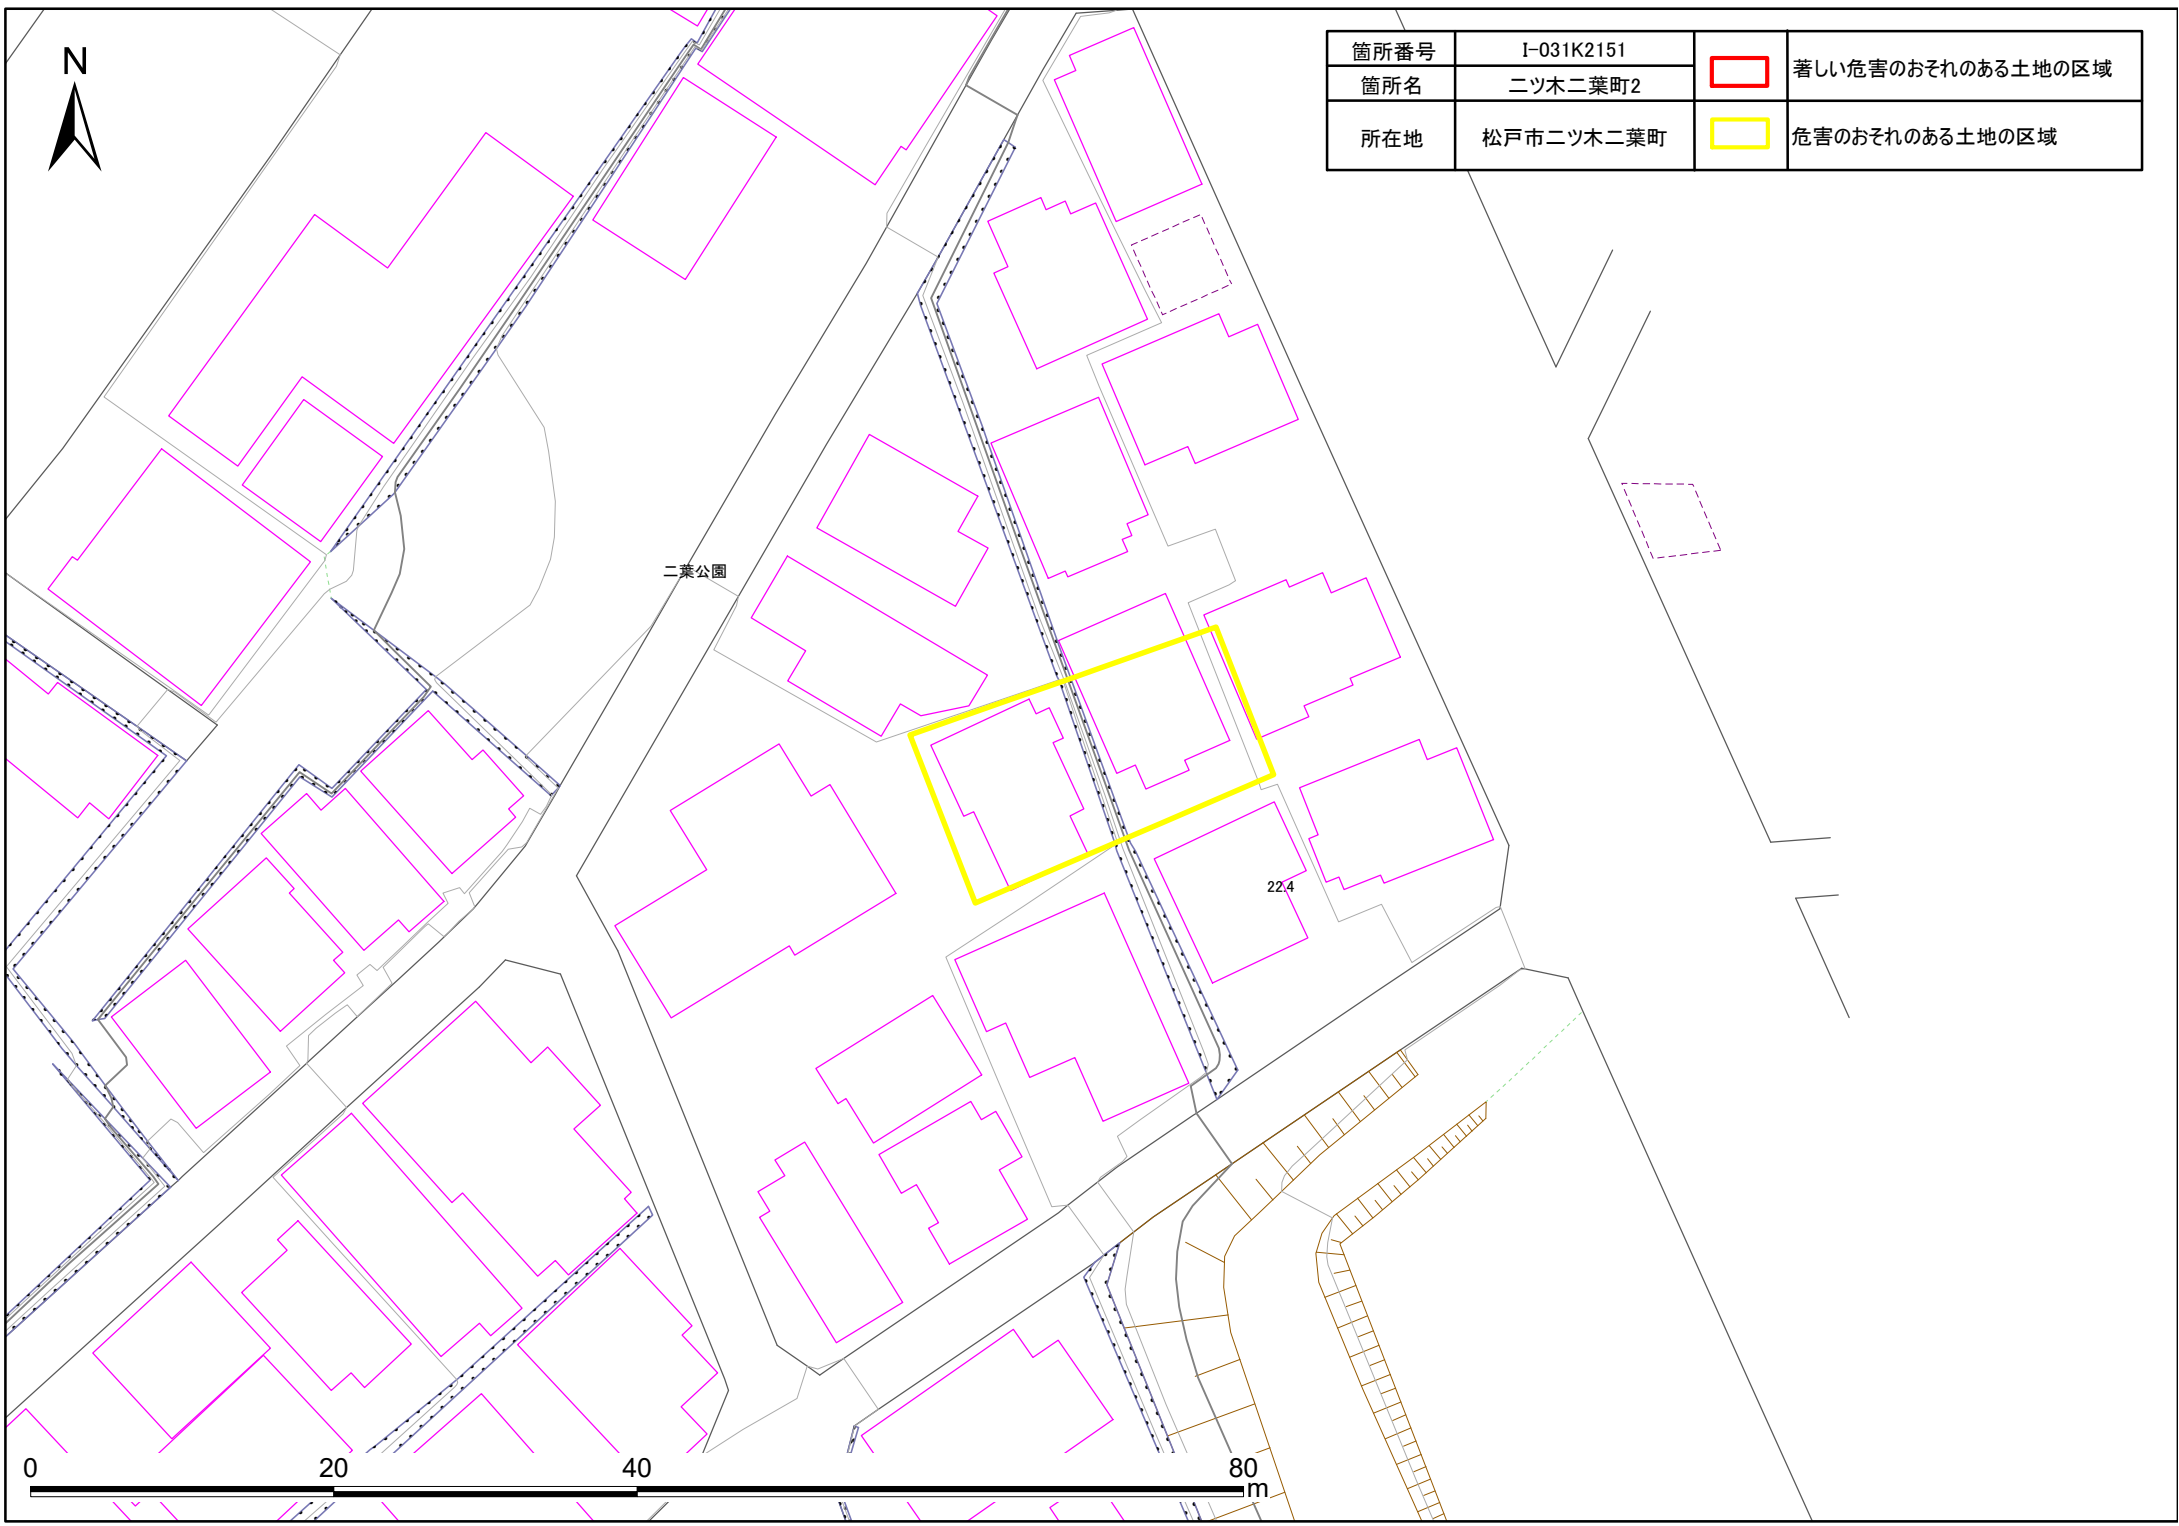 N
箇所番号 I-031K2151 著しい危害のおそれのある土地の区域
箇所名 二ツ木二葉町2
所在地 松戸市二ツ木二葉町 危害のおそれのある土地の区域
二葉公園
22.4
0 20 40 80
m